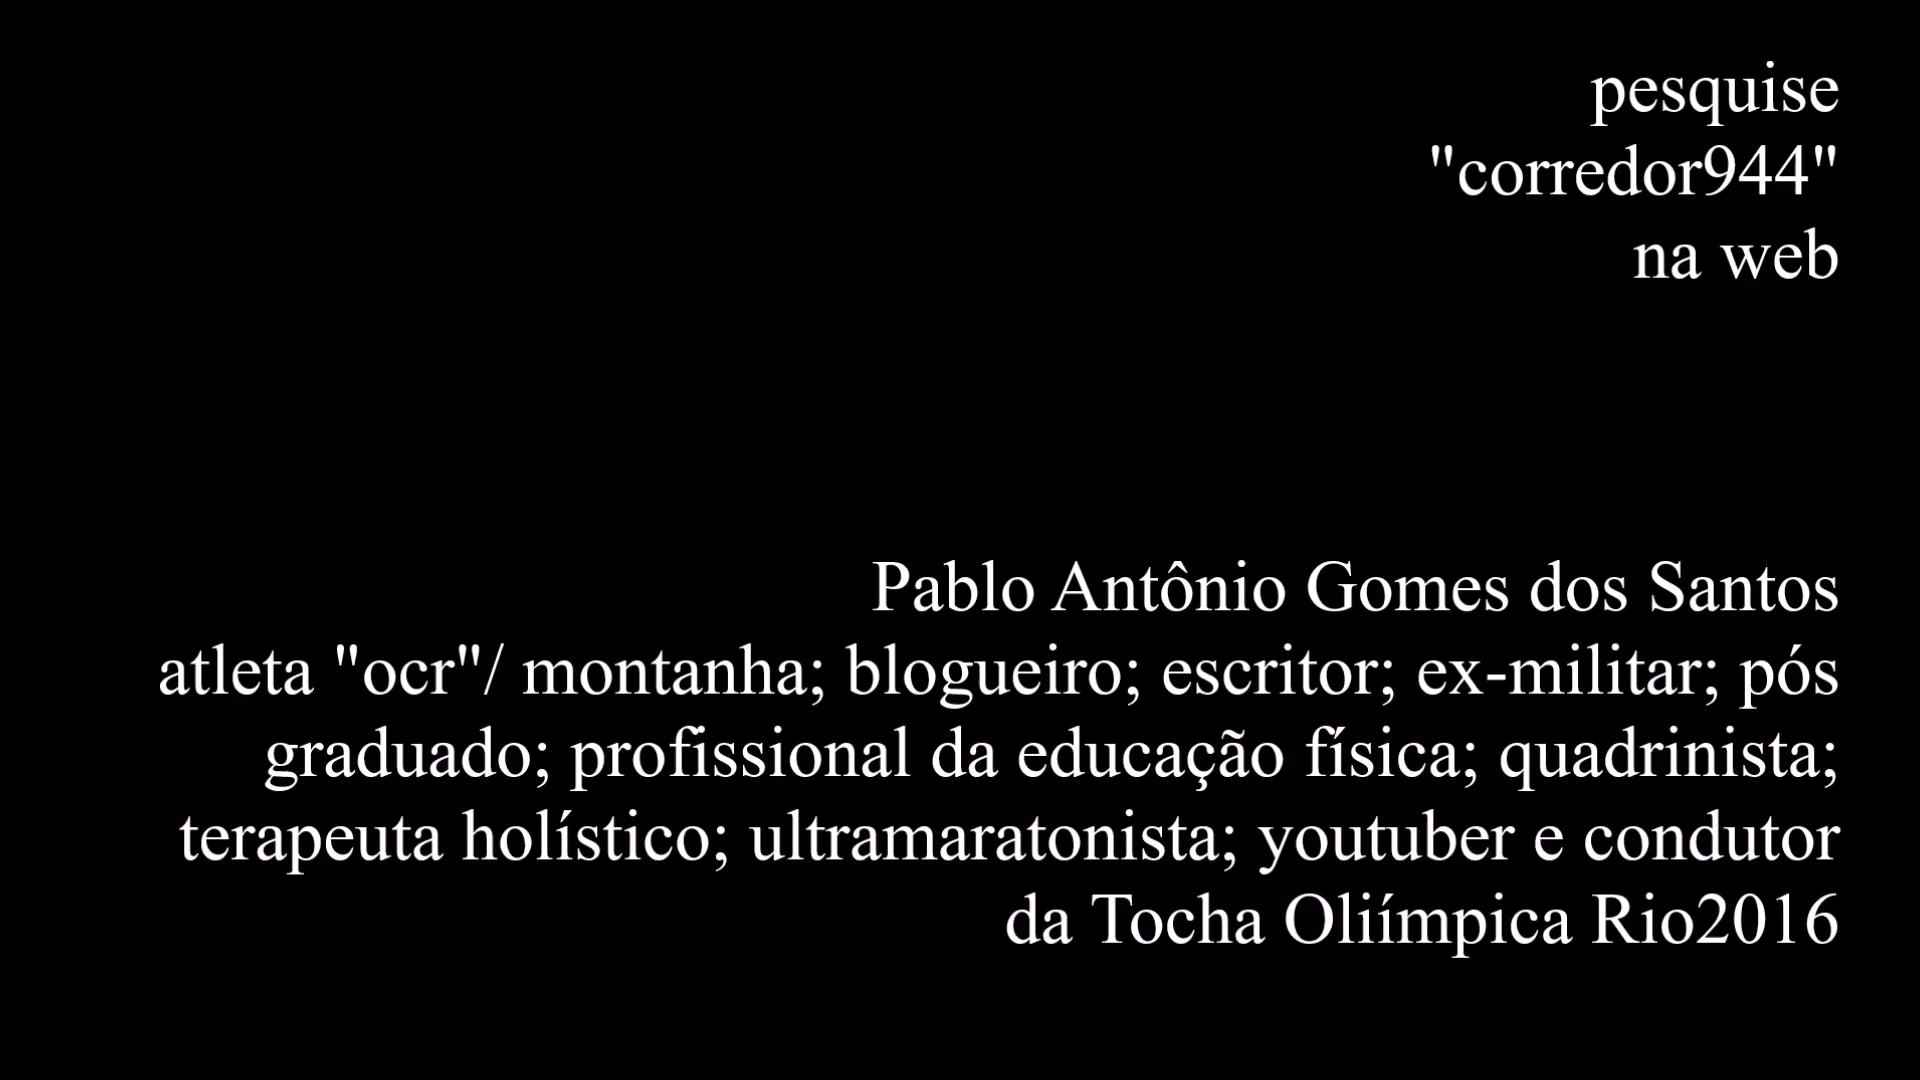 pesquise
"corredor944"
na web
Pablo Antônio Gomes dos Santos
atleta "ocr"/ montanha; blogueiro; escritor; ex-militar; pós
graduado; profissional da educação física; quadrinista;
terapeuta holístico; ultramaratonista; youtuber e condutor
da Tocha Oliímpica Rio2016